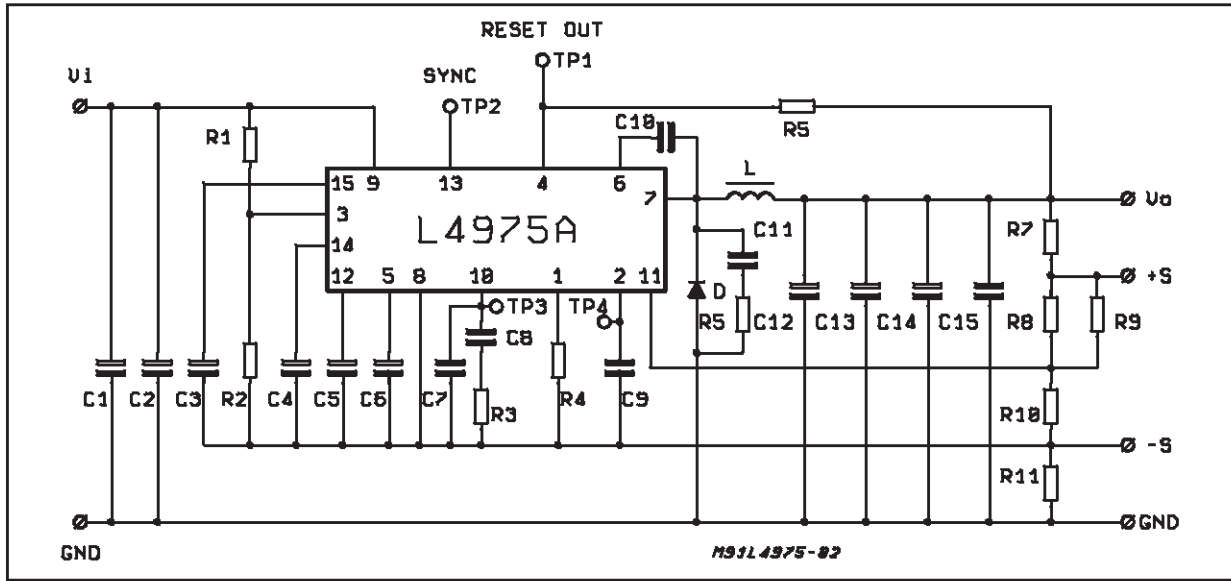 RESET OUT
TP1
Vi
SYNC
TP2
R1
C10
R5
L
15 9 13 4 6
7
3
L4975A
14
12 5 8 10 1 2 11
Vo
R7
C11
+S
TP3
TP4
D
R5
C12
C13
C14
C15
R8
R9
C8
C1
C2
C3
R2
C4
C5
C6
C7
R3
R4
C9
R10
-S
R11
GND
GND
M91L4975-02